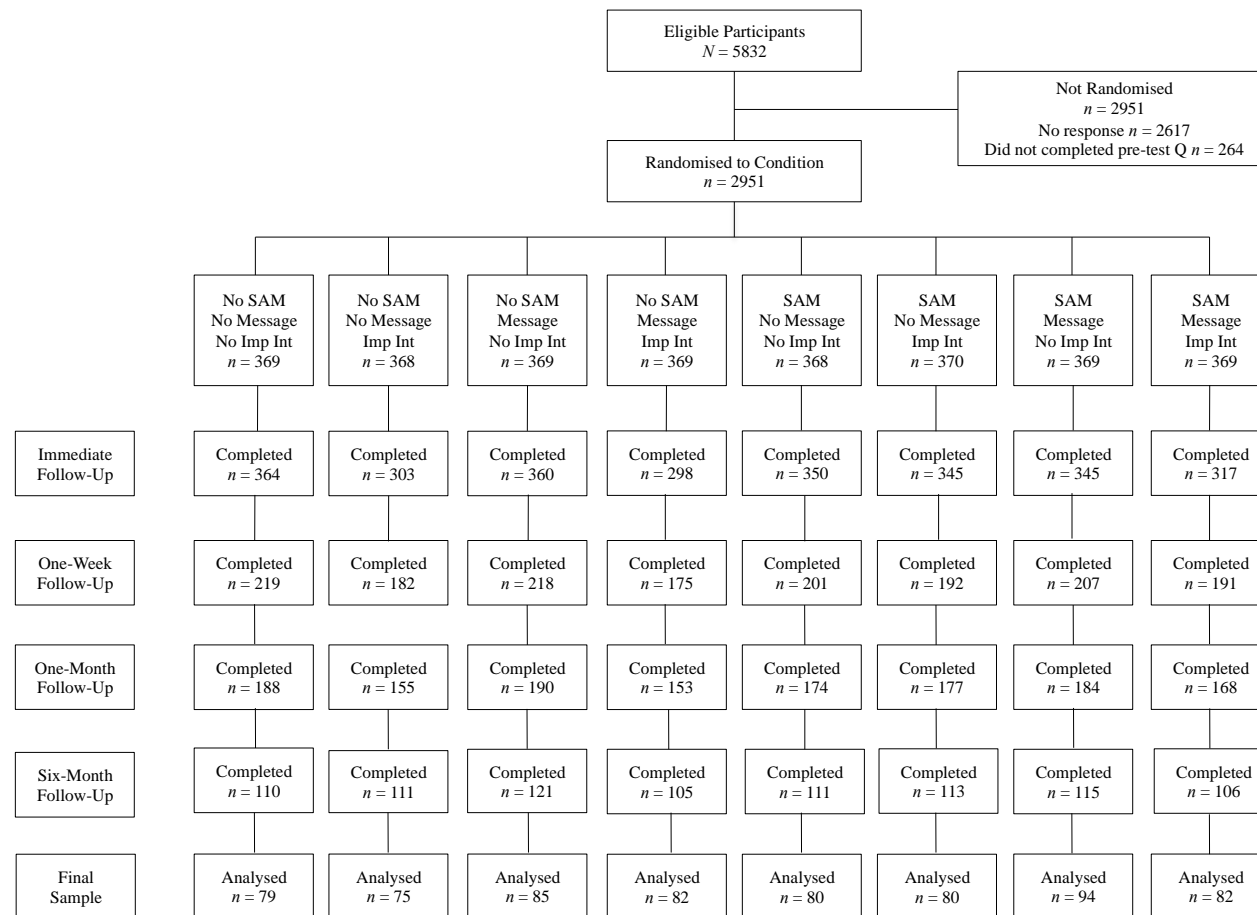 Eligible Participants
N = 5832
Not Randomised
n = 2951
No response n = 2617
Did not completed pre-test Q n = 264
Randomised to Condition
n = 2951
No SAM
No Message
No Imp Int
n = 369
No SAM
No Message
Imp Int
n = 368
No SAM
Message
No Imp Int
n = 369
No SAM
Message
Imp Int
n = 369
SAM
No Message
No Imp Int
n = 368
SAM
No Message
Imp Int
n = 370
SAM
Message
No Imp Int
n = 369
SAM
Message
Imp Int
n = 369
Immediate
Follow-Up
Completed
n = 364
Completed
n = 303
Completed
n = 360
Completed
n = 298
Completed
n = 350
Completed
n = 345
Completed
n = 345
Completed
n = 317
One-Week
Follow-Up
Completed
n = 219
Completed
n = 182
Completed
n = 218
Completed
n = 175
Completed
n = 201
Completed
n = 192
Completed
n = 207
Completed
n = 191
One-Month
Follow-Up
Completed
n = 188
Completed
n = 155
Completed
n = 190
Completed
n = 153
Completed
n = 174
Completed
n = 177
Completed
n = 184
Completed
n = 168
Six-Month
Follow-Up
Completed
n = 110
Completed
n = 111
Completed
n = 121
Completed
n = 105
Completed
n = 111
Completed
n = 113
Completed
n = 115
Completed
n = 106
Final
Sample
Analysed
n = 79
Analysed
n = 75
Analysed
n = 85
Analysed
n = 82
Analysed
n = 80
Analysed
n = 80
Analysed
n = 94
Analysed
n = 82